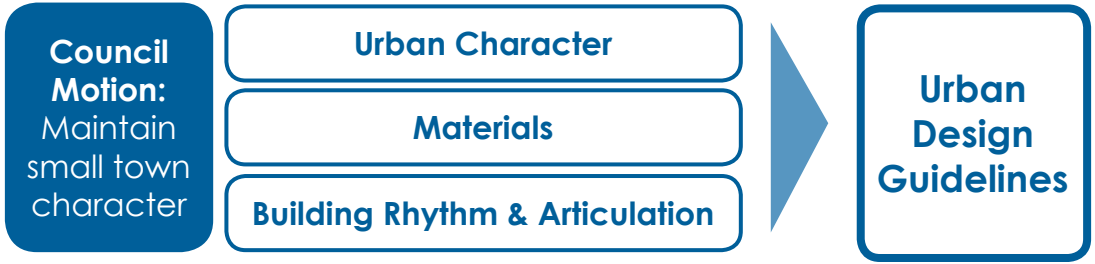 Council
Motion:
Maintain
small town
character
Urban Character
Materials
Building Rhythm & Articulation
Urban
Design
Guidelines